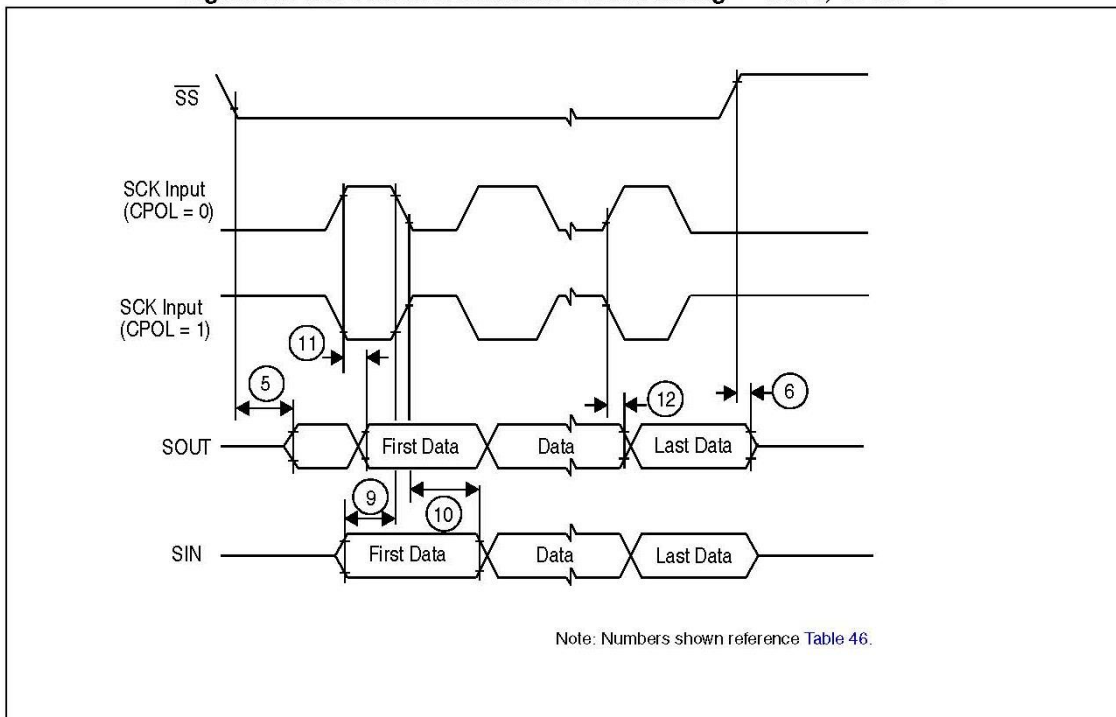 SS
SCK Input
(CPOL = 0)
SCK Input
(CPOL = 1)
11
5
12
6
SOUT
First Data
Data
Last Data
9
10
SIN
First Data
Data
Last Data
Note: Numbers shown reference Table 46.